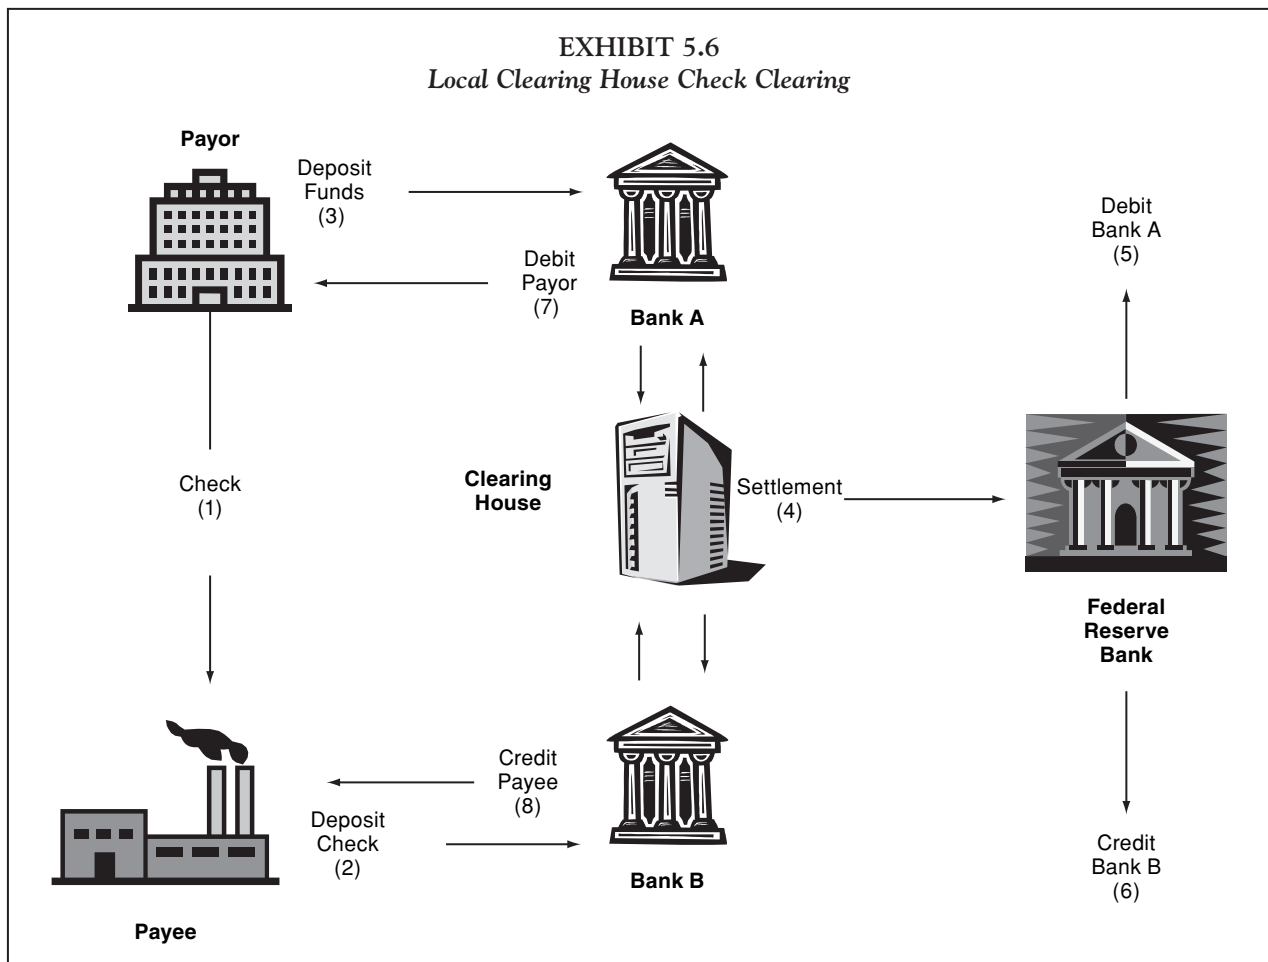 EXHIBIT 5.6
Local Clearing House Check Clearing
Payor
Deposit
Funds
(3)
Debit
Payor
(7)
Bank A
Debit
Bank A
(5)
Check
(1)
Clearing
House
Settlement
(4)
Federal
Reserve
Bank
Credit
Payee
(8)
Deposit
Check
(2)
Bank B
Credit
Bank B
(6)
Payee